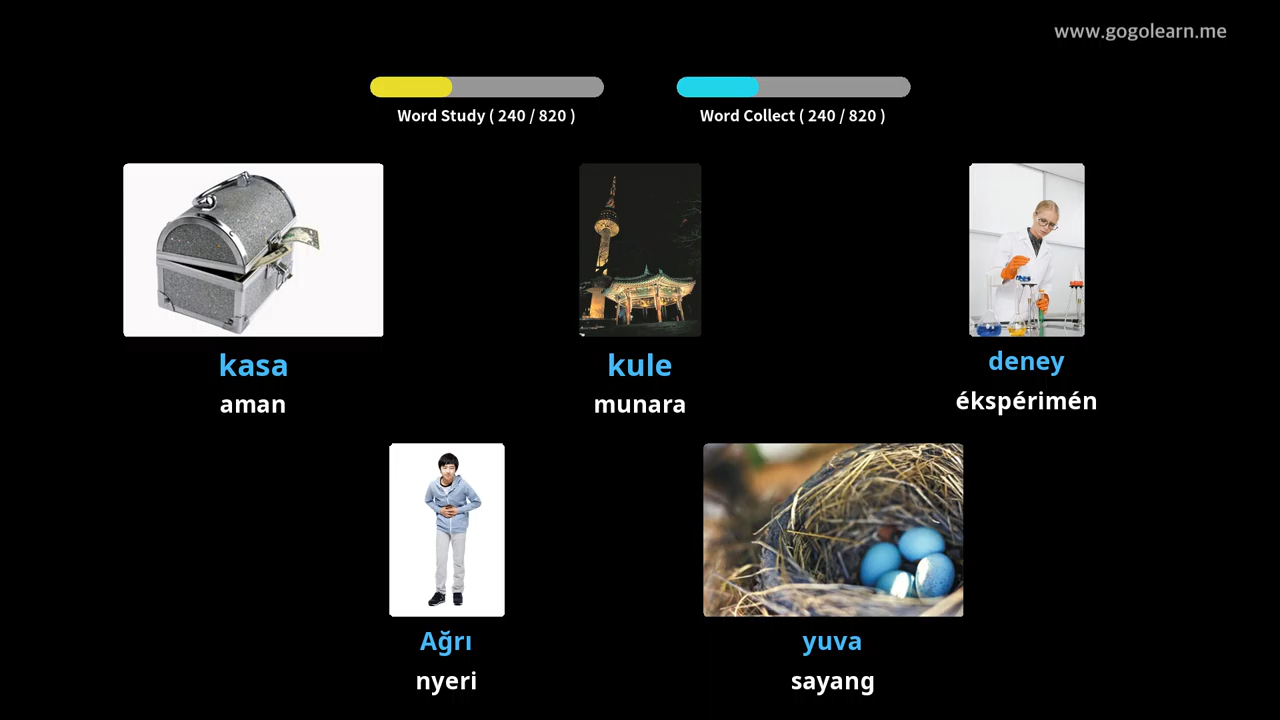 www.gogolearn.me
Word Study ( 240 / 820 )
Word Collect ( 240 / 820 )
kasa
aman
kule
munara
deney
ékspérimén
Ağrı
nyeri
yuva
sayang